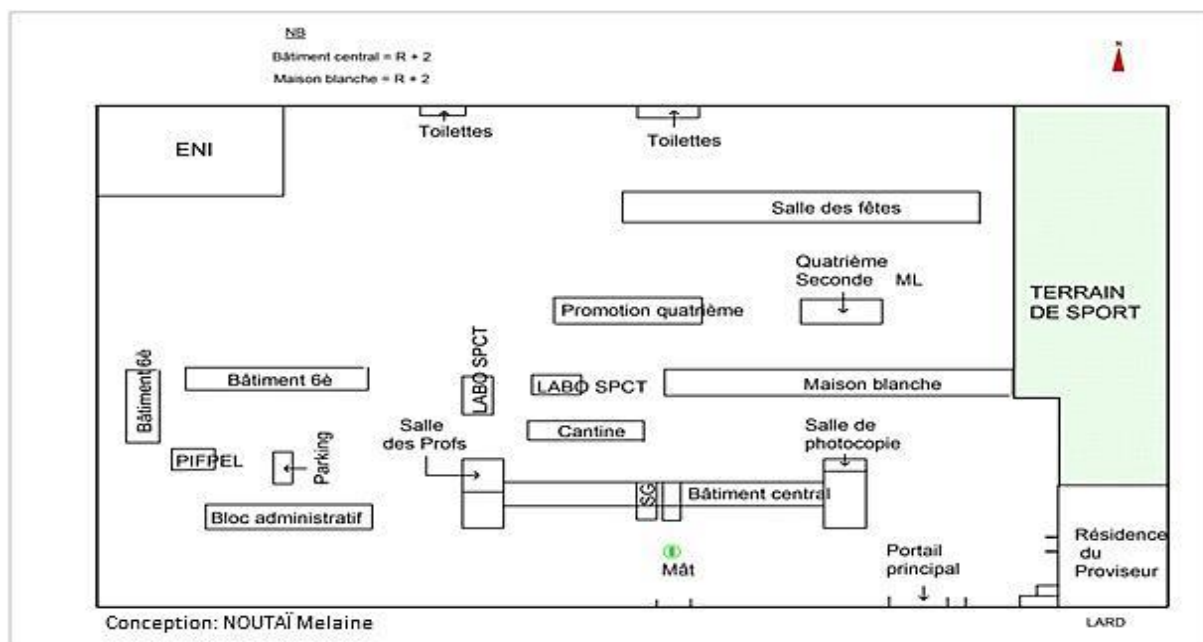 NB
Bâtiment central = R + 2
Maison blanche = R + 2
N
ENI
Toilettes
Toilettes
Salle des fêtes
Quatrième
Seconde ML
TERRAIN
DE SPORT
Promotion quatrième
Bâtiment 6è
Bâtiment 6è
LABO SPCT
LABO SPCT
Maison blanche
Salle
des Profs
Cantine
Salle de
photocopie
PIFPEL
Parking
SG
Bâtiment central
Bloc administratif
Mât
Portail
principal
Résidence
du
Proviseur
Conception: NOUTAÏ Melaine
LARD